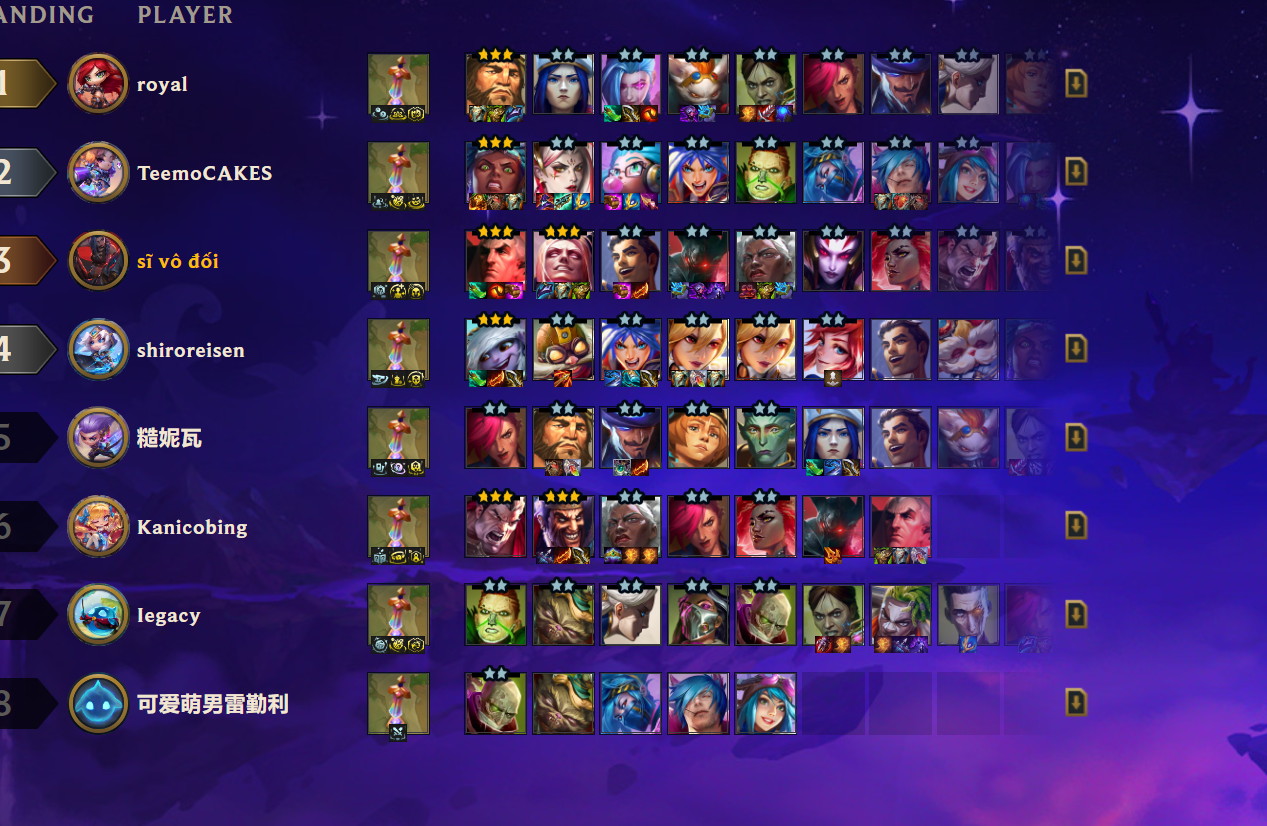 ANDING PLAYER
1 royal
2 TeemoCAKES
3 sĩ vô đối
4 shiroreisen
5 糙妮瓦
6 Kanicobing
7 legacy
8 可爱萌男雷勤利